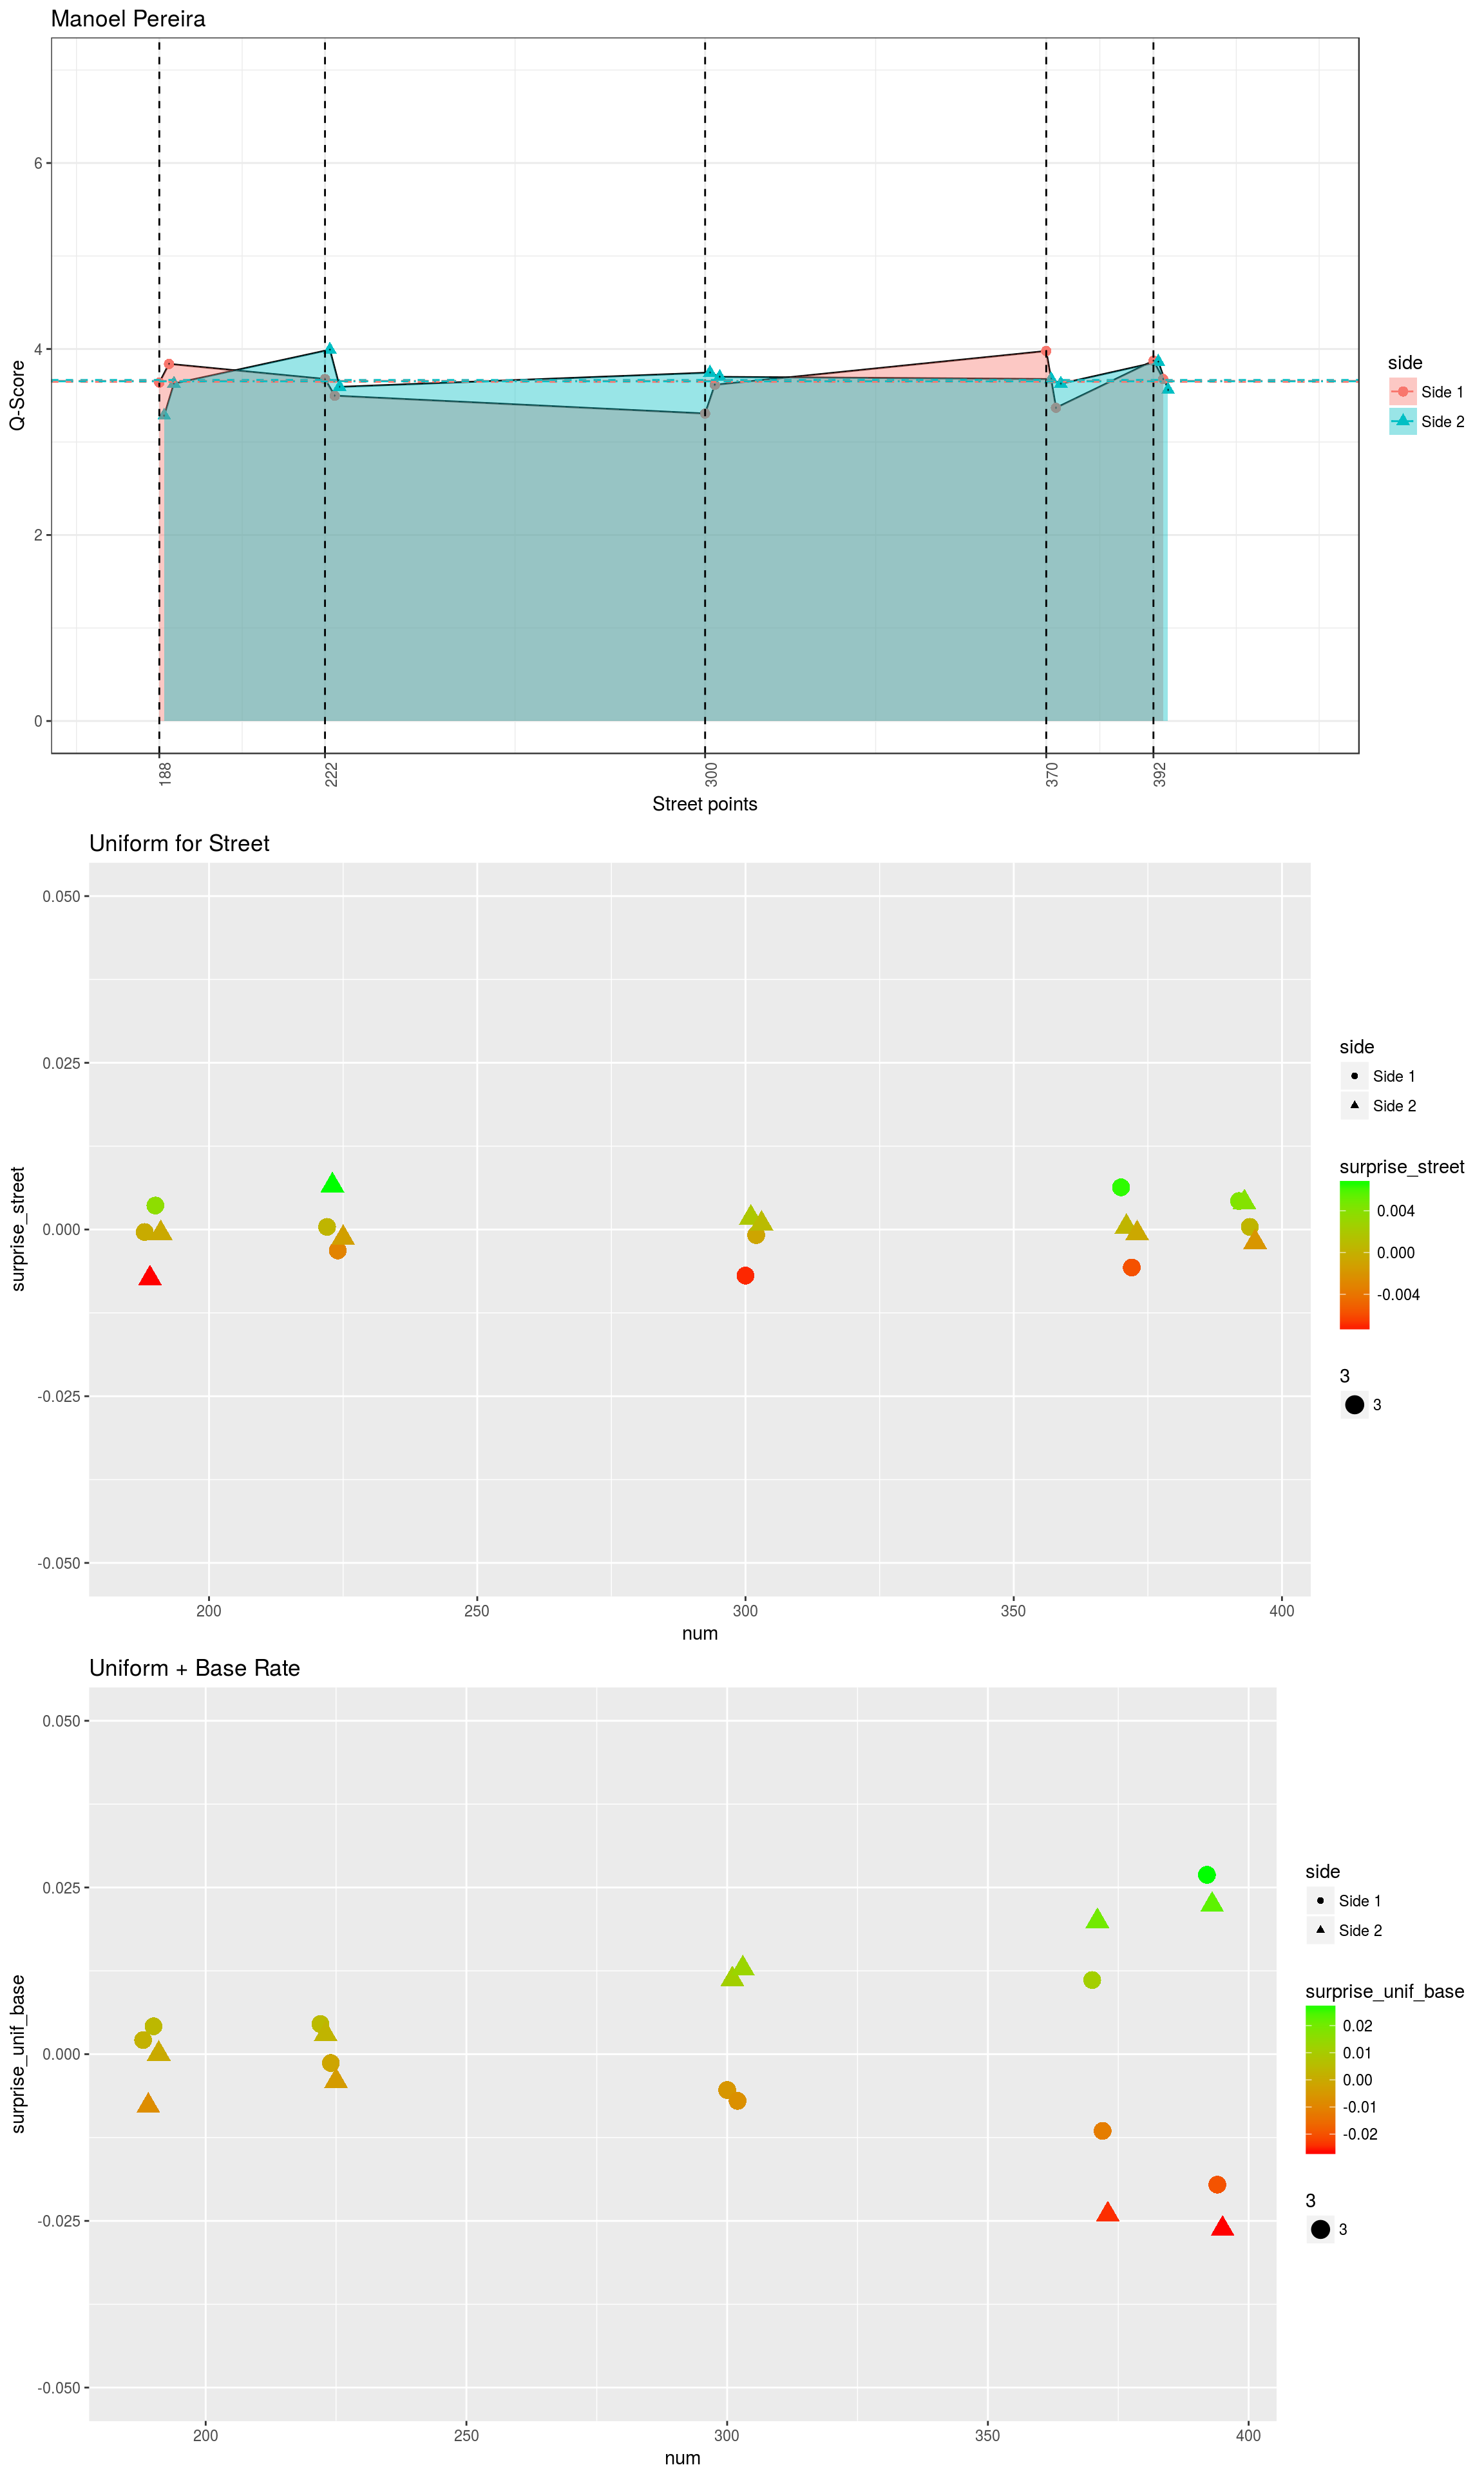 Manoel Pereira
6
4
2
0
Q-Score
188
222
300
370
392
Street points
side
Side 1
Side 2
Uniform for Street
0.050
0.025
0.000
-0.025
-0.050
surprise_street
200
250
300
350
400
num
side
Side 1
Side 2
surprise_street
0.004
0.000
-0.004
3
3
Uniform + Base Rate
0.050
0.025
0.000
-0.025
-0.050
surprise_unif_base
200
250
300
350
400
num
side
Side 1
Side 2
surprise_unif_base
0.02
0.01
0.00
-0.01
-0.02
3
3